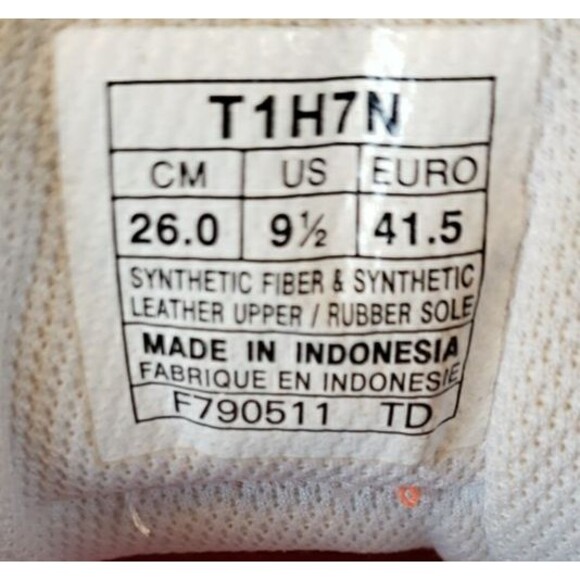 T1H7N
CM US EURO
26.0 9½ 41.5
SYNTHETIC FIBER & SYNTHETIC
LEATHER UPPER / RUBBER SOLE
MADE IN INDONESIA
FABRIQUE EN INDONESIE
F790511 TD